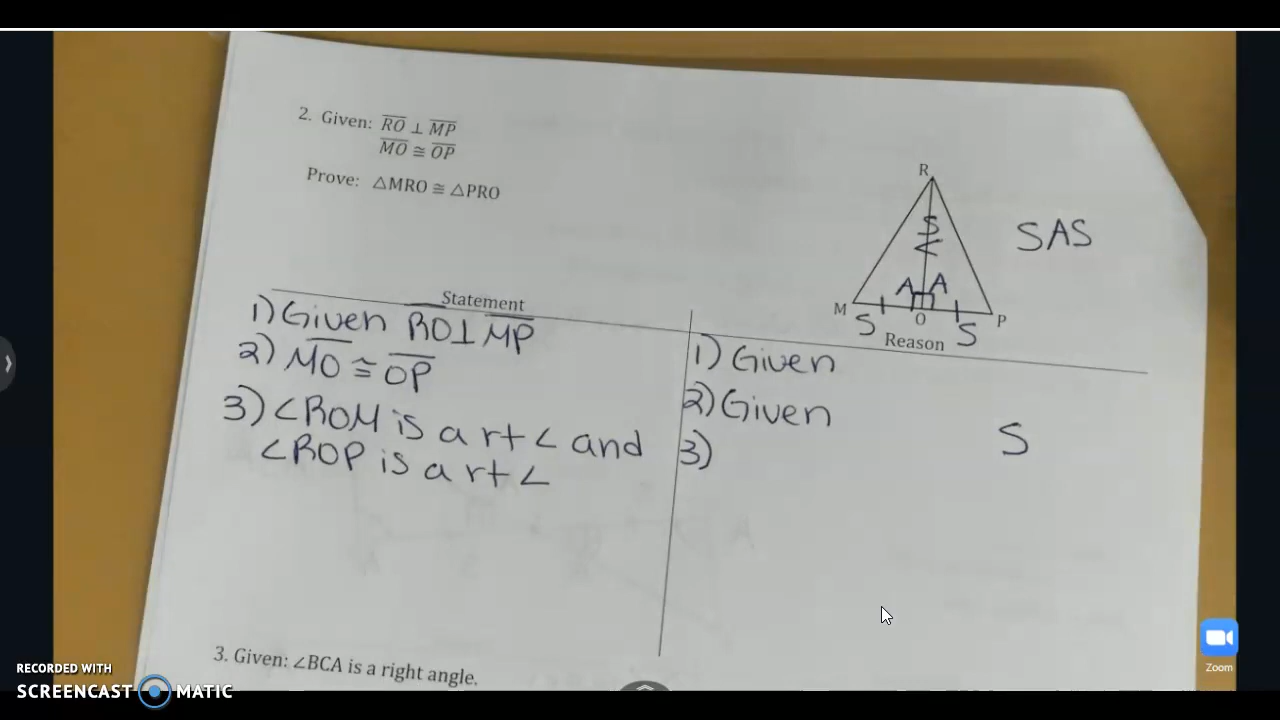 2. Given: RO ⊥ MP
MO ≅ OP
Prove: △MRO ≅ △PRO
R
S
SAS
A A
M
O
P
S
S
Statement
Reason
1) Given RO ⊥ MP
1) Given
2) MO ≅ OP
2) Given
3) ∠ROM is a rt ∠ and
∠ROP is a rt ∠
3)
S
3. Given: ∠BCA is a right angle.
Zoom
RECORDED WITH
SCREENCAST MATIC